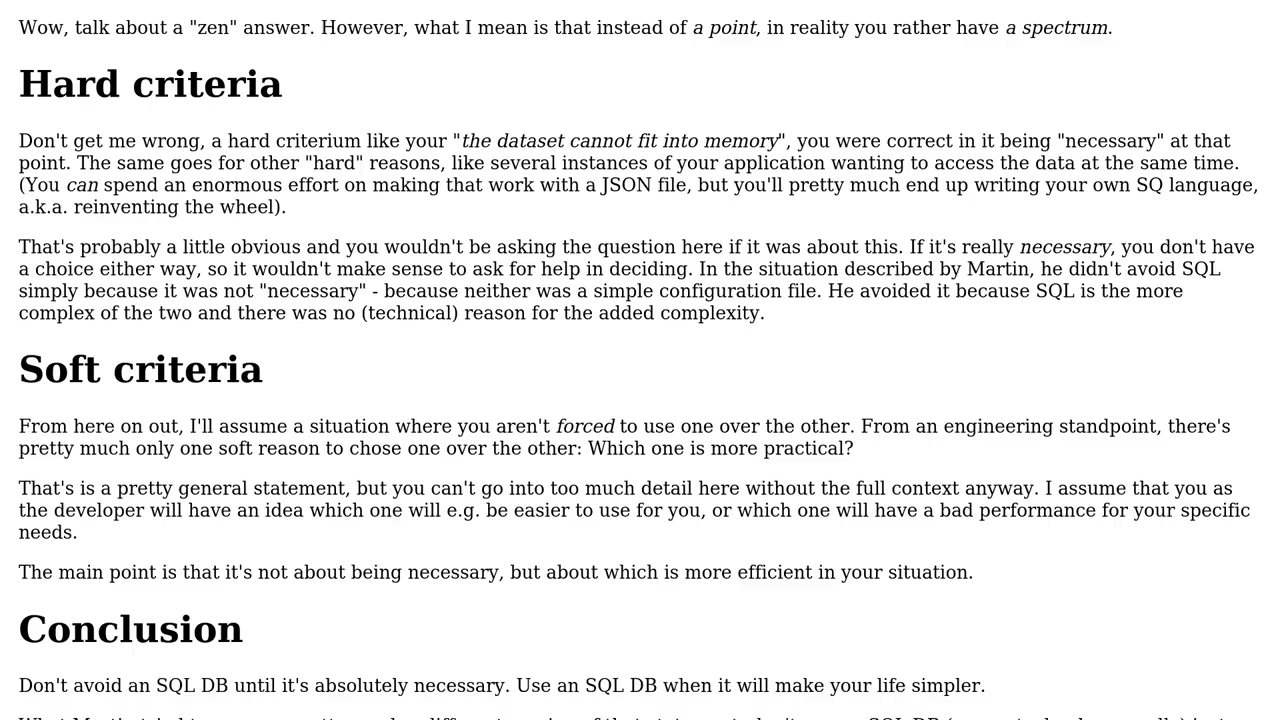 Wow, talk about a "zen" answer. However, what I mean is that instead of a point, in reality you rather have a spectrum.
Hard criteria
Don't get me wrong, a hard criterium like your "the dataset cannot fit into memory", you were correct in it being "necessary" at that
point. The same goes for other "hard" reasons, like several instances of your application wanting to access the data at the same time.
(You can spend an enormous effort on making that work with a JSON file, but you'll pretty much end up writing your own SQ language,
a.k.a. reinventing the wheel).
That's probably a little obvious and you wouldn't be asking the question here if it was about this. If it's really necessary, you don't have
a choice either way, so it wouldn't make sense to ask for help in deciding. In the situation described by Martin, he didn't avoid SQL
simply because it was not "necessary" - because neither was a simple configuration file. He avoided it because SQL is the more
complex of the two and there was no (technical) reason for the added complexity.
Soft criteria
From here on out, I'll assume a situation where you aren't forced to use one over the other. From an engineering standpoint, there's
pretty much only one soft reason to chose one over the other: Which one is more practical?
That's is a pretty general statement, but you can't go into too much detail here without the full context anyway. I assume that you as
the developer will have an idea which one will e.g. be easier to use for you, or which one will have a bad performance for your specific
needs.
The main point is that it's not about being necessary, but about which is more efficient in your situation.
Conclusion
Don't avoid an SQL DB until it's absolutely necessary. Use an SQL DB when it will make your life simpler.